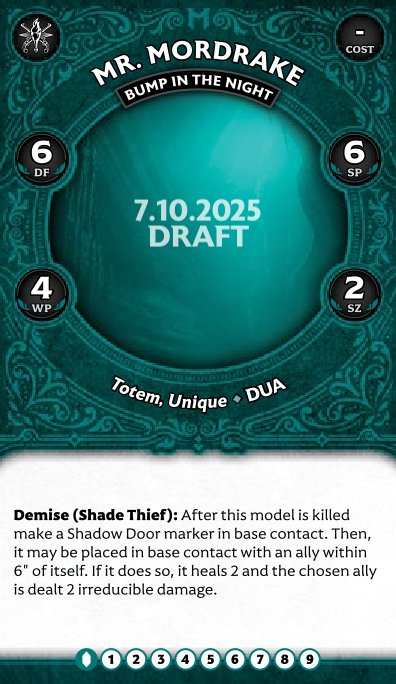 -
COST
MR. MORDRAKE
BUMP IN THE NIGHT
6
DF
6
SP
7.10.2025
DRAFT
4
WP
2
SZ
Totem, Unique ⬥ DUA
Demise (Shade Thief): After this model is killed
make a Shadow Door marker in base contact. Then,
it may be placed in base contact with an ally within
6" of itself. If it does so, it heals 2 and the chosen ally
is dealt 2 irreducible damage.
1 2 3 4 5 6 7 8 9